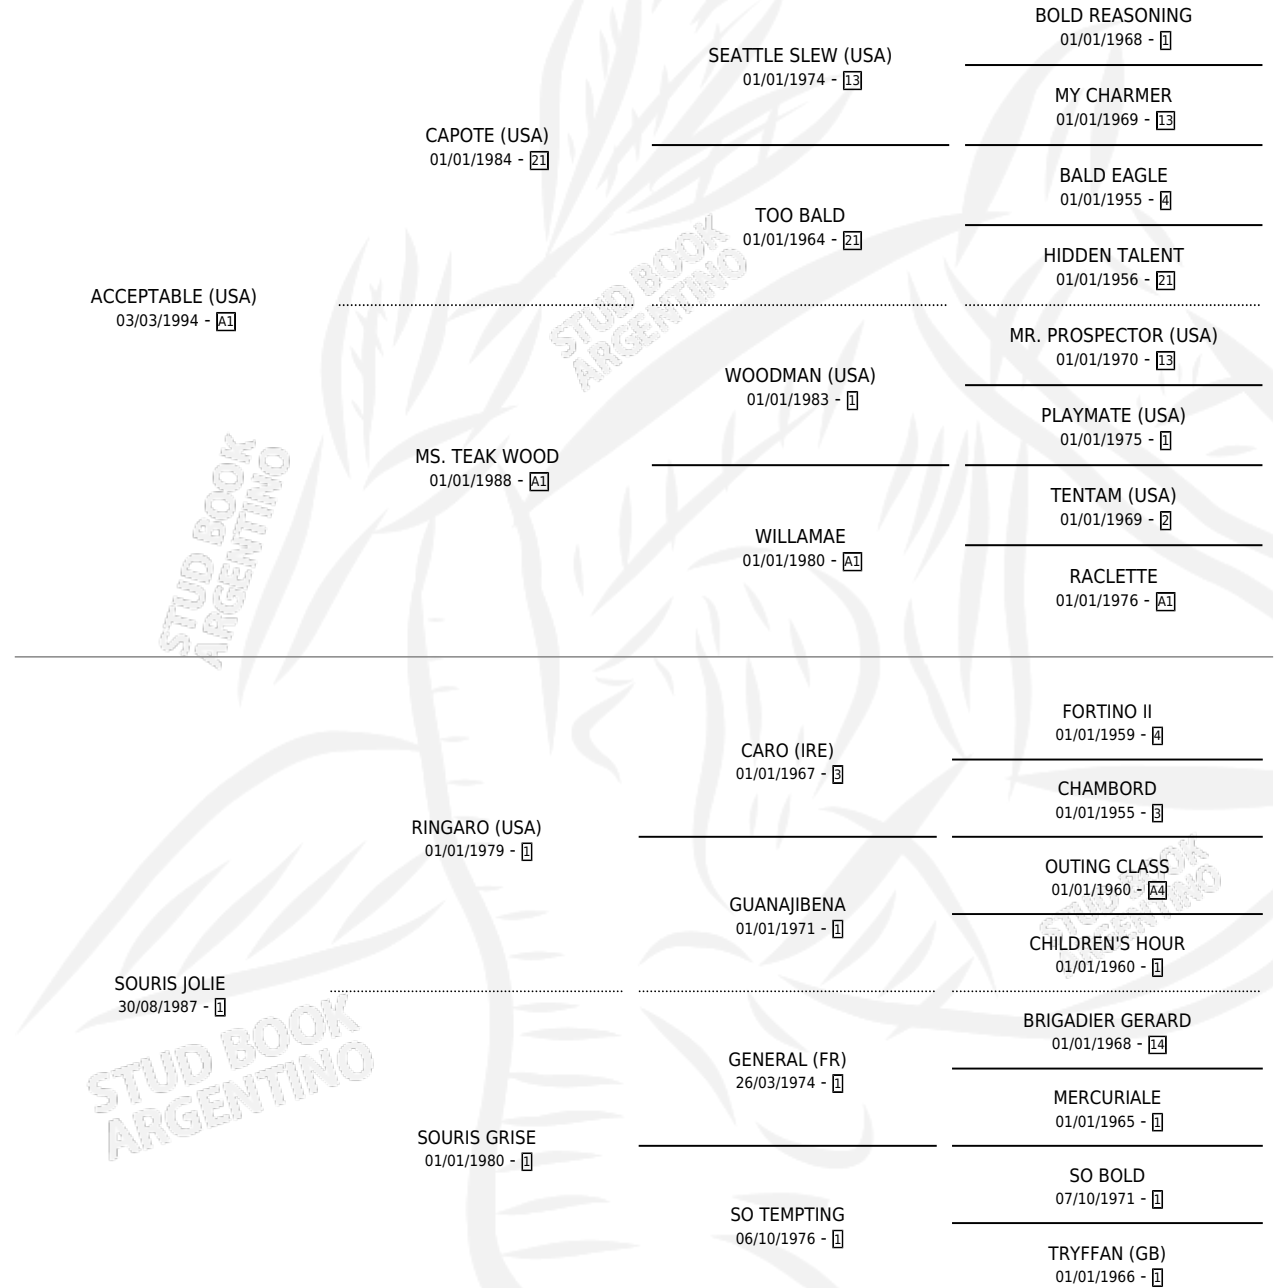 BOLD REASONING
01/01/1968 - 1
SEATTLE SLEW (USA)
01/01/1974 - 13
MY CHARMER
01/01/1969 - 13
CAPOTE (USA)
01/01/1984 - 21
BALD EAGLE
01/01/1955 - 4
TOO BALD
01/01/1964 - 21
HIDDEN TALENT
01/01/1956 - 21
ACCEPTABLE (USA)
03/03/1994 - A1
MR. PROSPECTOR (USA)
01/01/1970 - 13
WOODMAN (USA)
01/01/1983 - 1
PLAYMATE (USA)
01/01/1975 - 1
MS. TEAK WOOD
01/01/1988 - A1
TENTAM (USA)
01/01/1969 - 2
WILLAMAE
01/01/1980 - A1
RACLETTE
01/01/1976 - A1
FORTINO II
01/01/1959 - 4
CARO (IRE)
01/01/1967 - 3
CHAMBORD
01/01/1955 - 3
RINGARO (USA)
01/01/1979 - 1
OUTING CLASS
01/01/1960 - A4
GUANAJIBENA
01/01/1971 - 1
CHILDREN'S HOUR
01/01/1960 - 1
SOURIS JOLIE
30/08/1987 - 1
BRIGADIER GERARD
01/01/1968 - 14
GENERAL (FR)
26/03/1974 - 1
MERCURIALE
01/01/1965 - 1
SOURIS GRISE
01/01/1980 - 1
SO BOLD
07/10/1971 - 1
SO TEMPTING
06/10/1976 - 1
TRYFFAN (GB)
01/01/1966 - 1
STUD BOOK
ARGENTINO
STUD BOOK
ARGENTINO
STUD BOOK
ARGENTINO
STUD BOOK
ARGENTINO